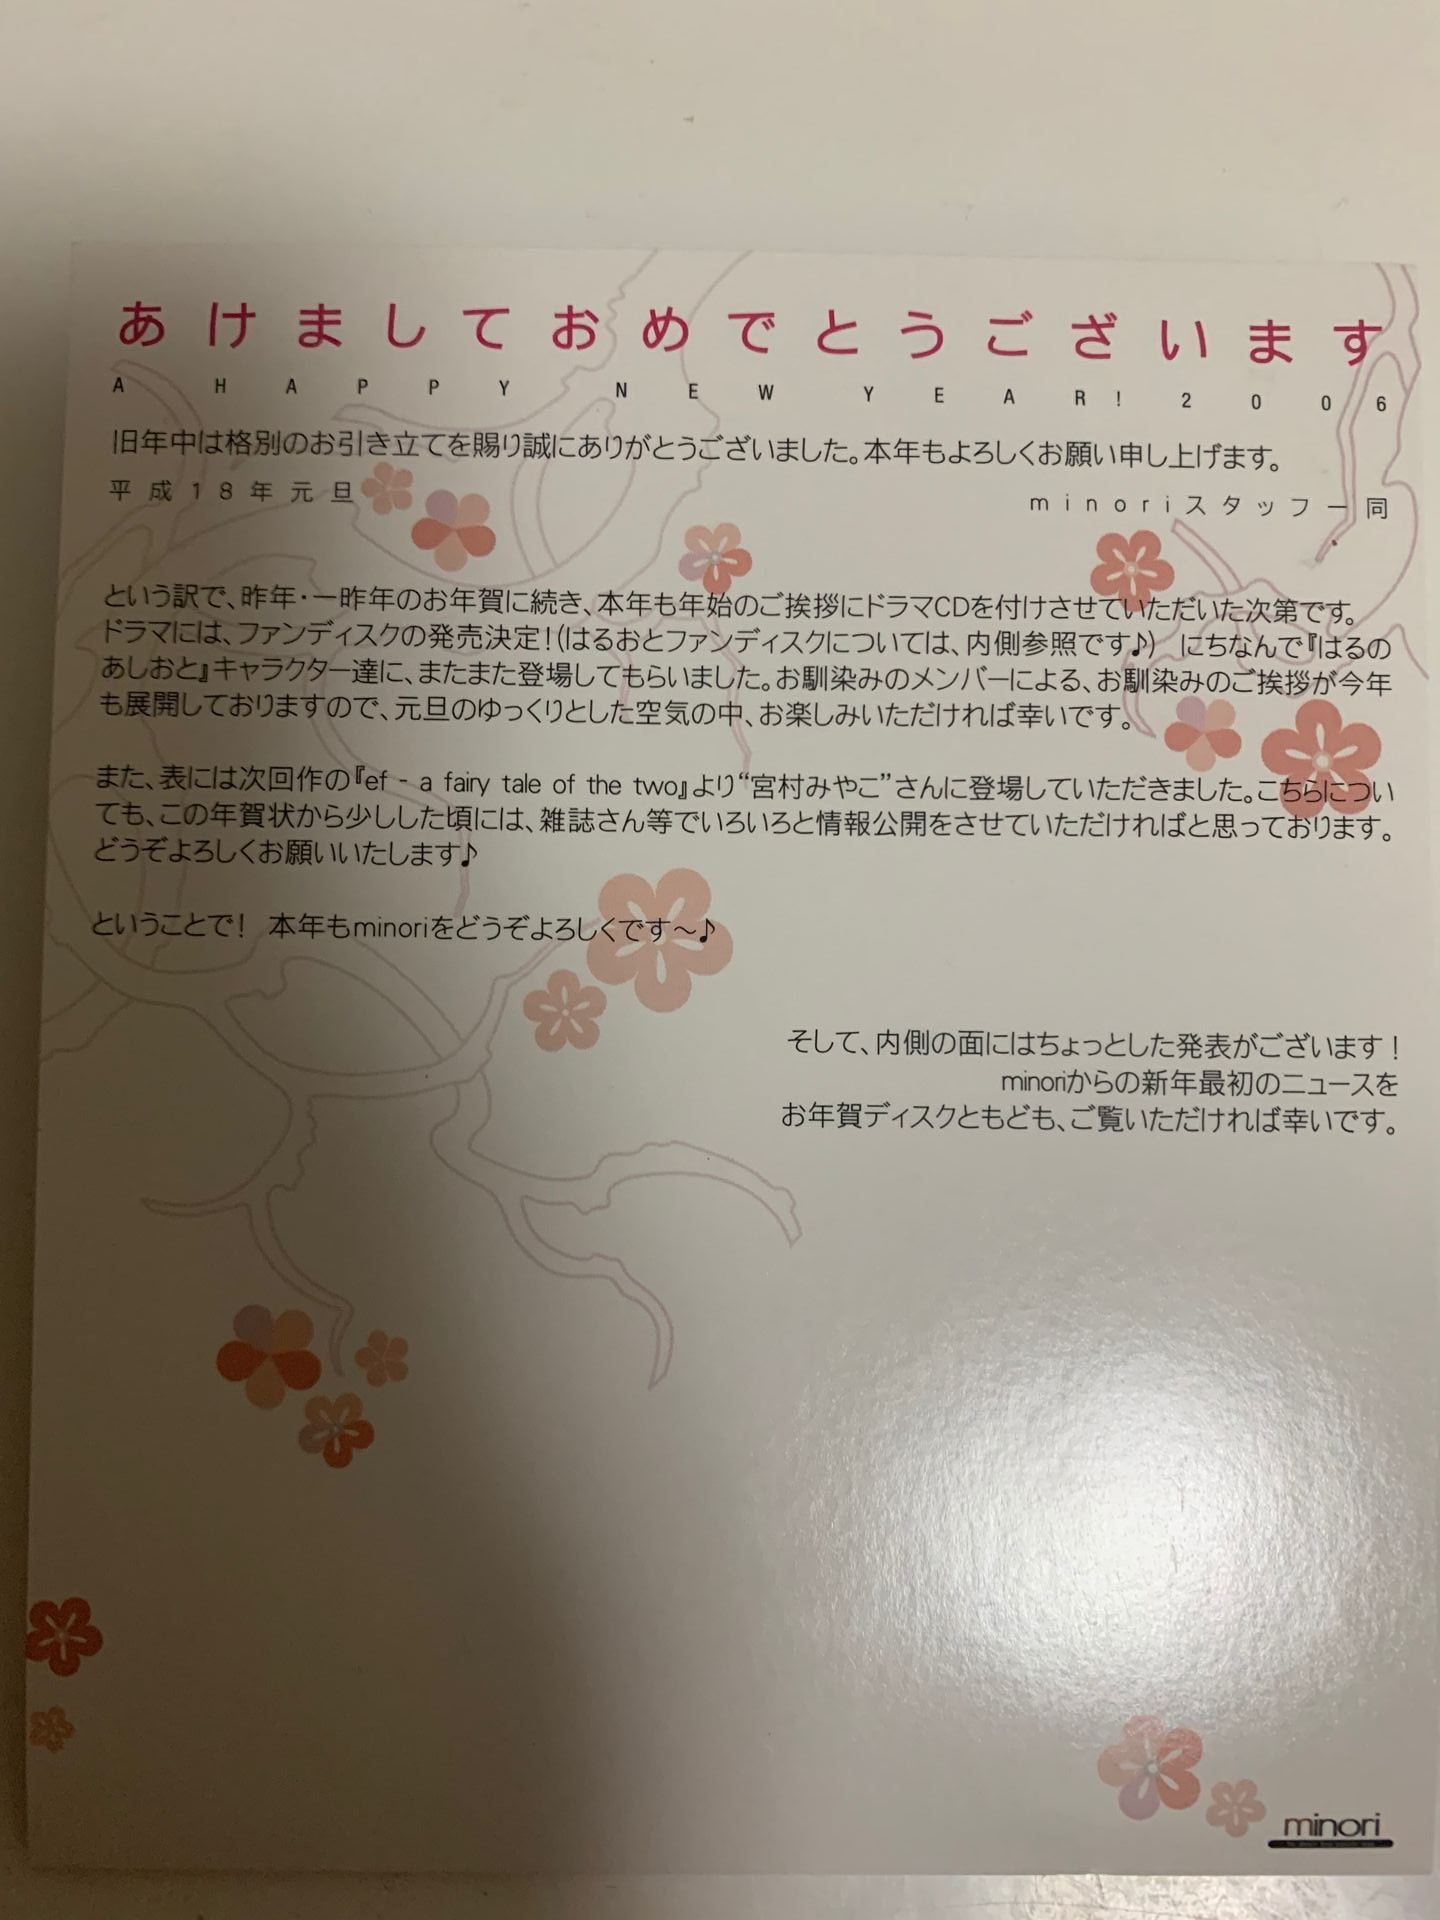 あけましておめでとうございます
A HAPPY NEW YEAR! 2006
旧年中は格別のお引き立てを賜り誠にありがとうございました。本年もよろしくお願い申し上げます。
平成18年元旦
minoriスタッフ一同
という訳で、昨年・一昨年のお年賀に続き、本年も年始のご挨拶にドラマCDを付けさせていただいた次第です。
ドラマには、ファンディスクの発売決定！(はるおとファンディスクについては、内側参照です♪) にちなんで『はるの
あしおと』キャラクター達に、またまた登場してもらいました。お馴染みのメンバーによる、お馴染みのご挨拶が今年
も展開しておりますので、元旦のゆっくりとした空気の中、お楽しみいただければ幸いです。
また、表には次回作の『ef - a fairy tale of the two』より“宮村みやこ”さんに登場していただきました。こちらについ
ても、この年賀状から少しした頃には、雑誌さん等でいろいろと情報公開をさせていただければと思っております。
どうぞよろしくお願いいたします♪
ということで！ 本年もminoriをどうぞよろしくです～♪
そして、内側の面にはちょっとした発表がございます！
minoriからの新年最初のニュースを
お年賀ディスクともども、ご覧いただければ幸いです。
minori